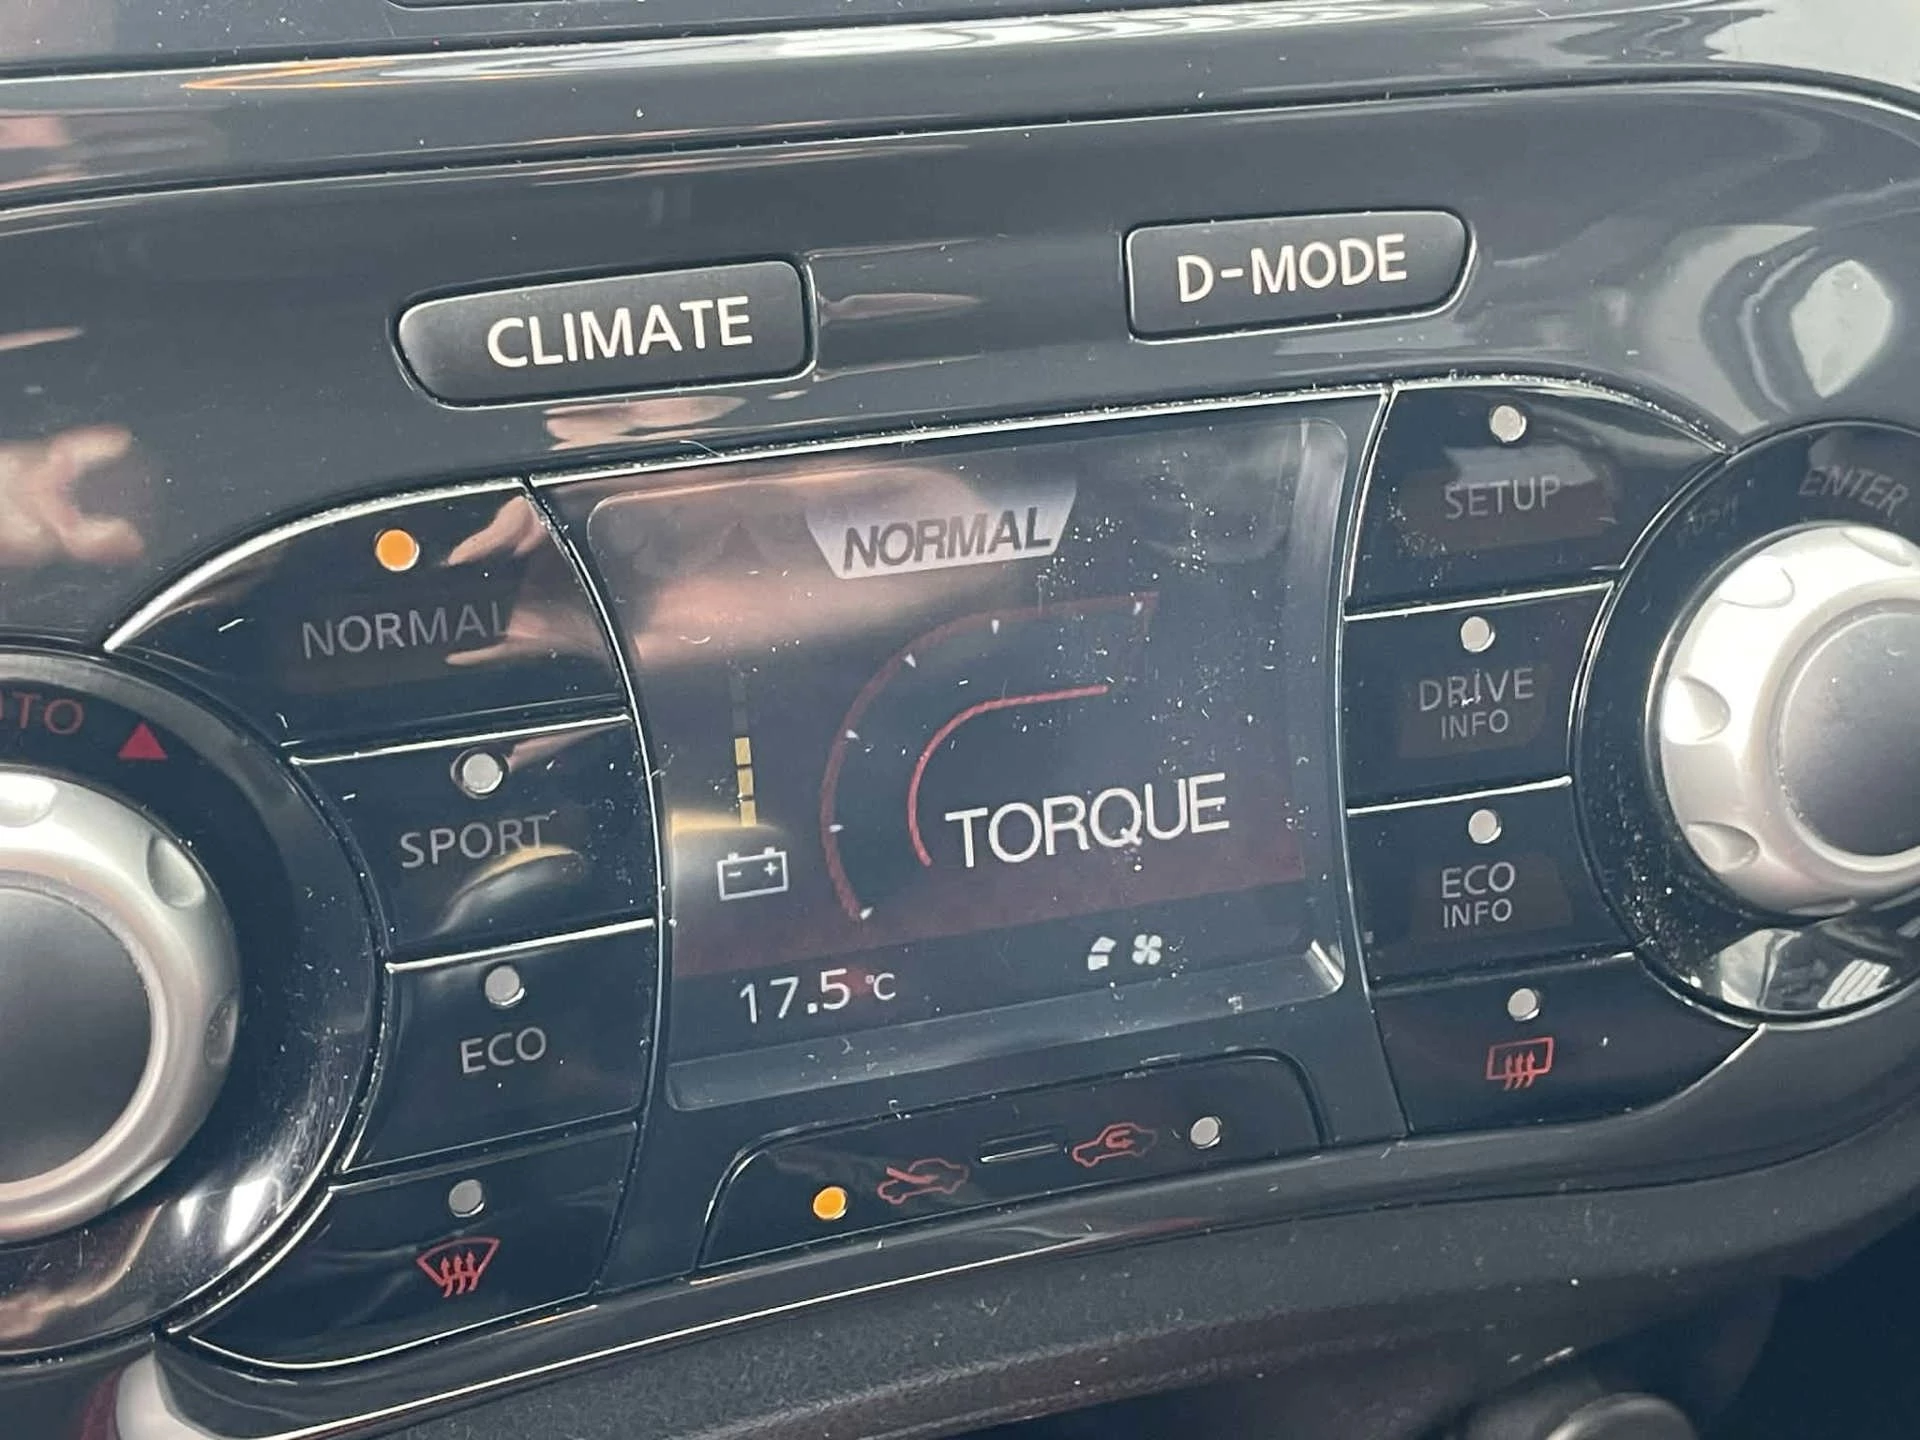 CLIMATE
D-MODE
NORMAL
SPORT
ECO
NORMAL
TORQUE
- +
17.5 °C
SETUP
DRIVE
INFO
ECO
INFO
ENTER